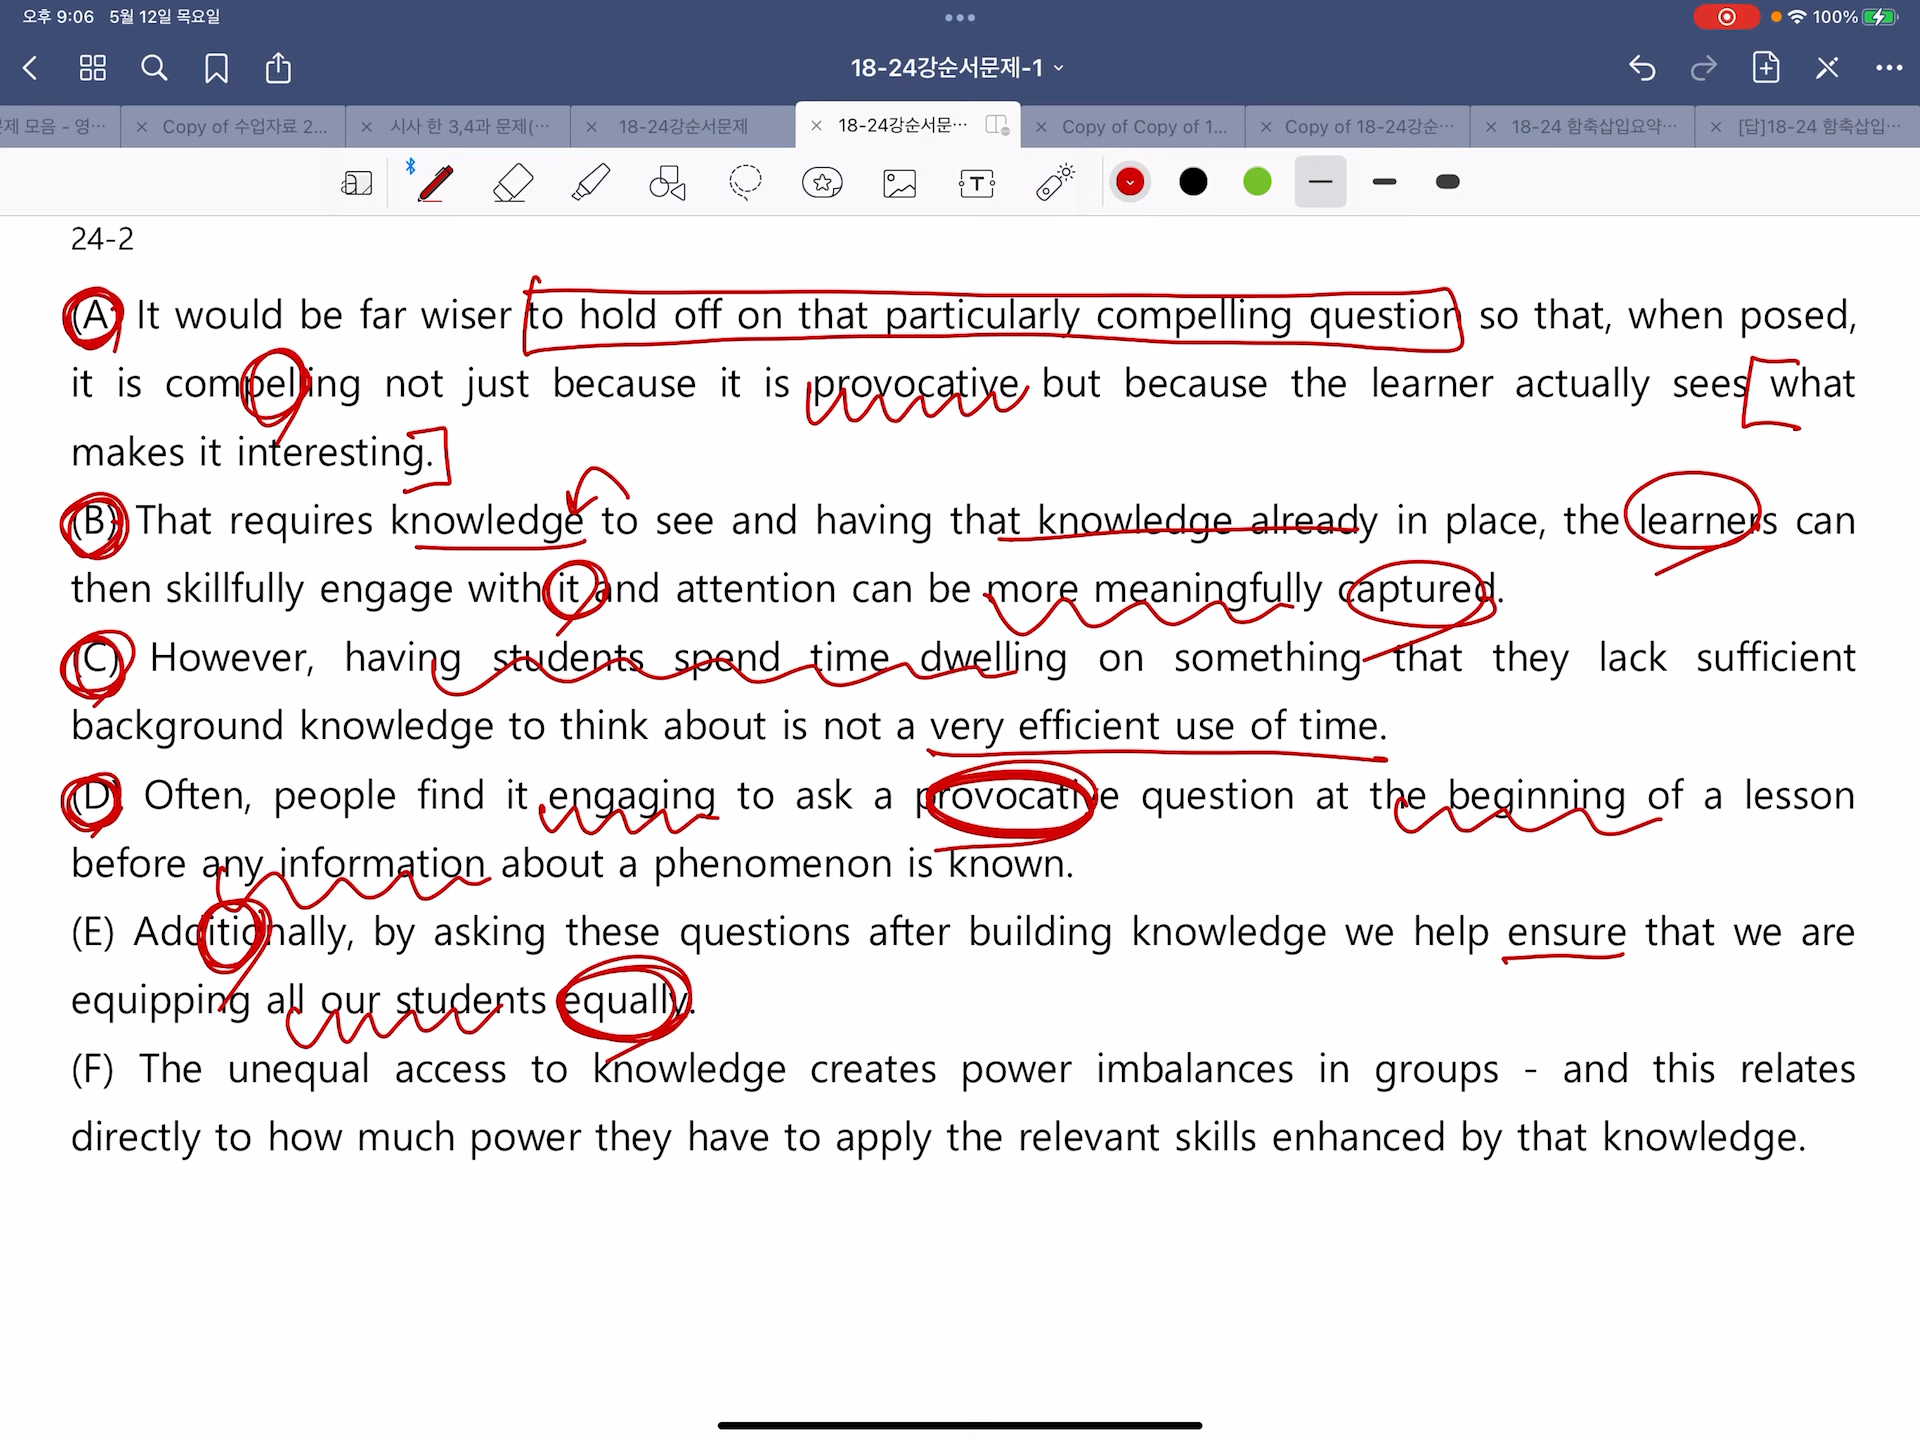 오후 9:06 5월 12일 목요일
100%
18-24강순서문제-1
제 모음 - 영…
Copy of 수업자료 2...
시사 한 3,4과 문제(…
18-24강순서문제
18-24강순서문…
Copy of Copy of 1...
Copy of 18-24강순…
18-24 함축삽입요약…
[답]18-24 함축삽입…
24-2
(A) It would be far wiser to hold off on that particularly compelling question so that, when posed,
it is compelling not just because it is provocative but because the learner actually sees what
makes it interesting.
(B) That requires knowledge to see and having that knowledge already in place, the learners can
then skillfully engage with it and attention can be more meaningfully captured.
(C) However, having students spend time dwelling on something that they lack sufficient
background knowledge to think about is not a very efficient use of time.
(D) Often, people find it engaging to ask a provocative question at the beginning of a lesson
before any information about a phenomenon is known.
(E) Additionally, by asking these questions after building knowledge we help ensure that we are
equipping all our students equally.
(F) The unequal access to knowledge creates power imbalances in groups - and this relates
directly to how much power they have to apply the relevant skills enhanced by that knowledge.